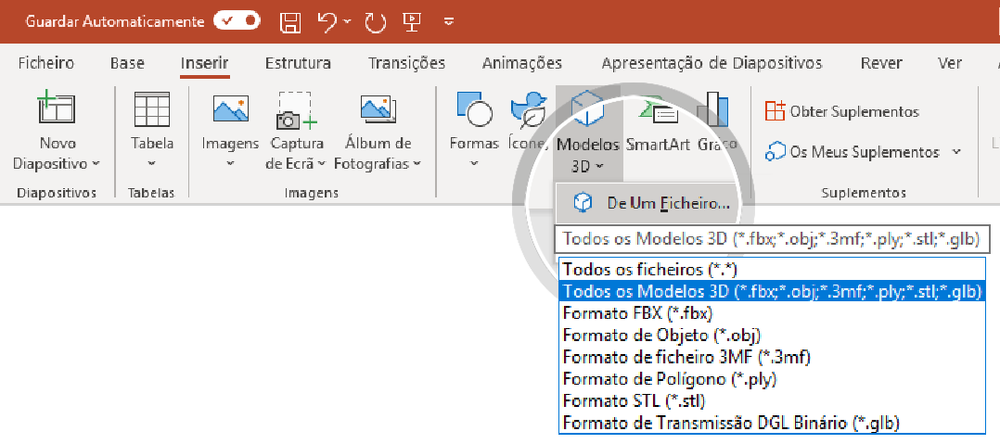 Guardar Automaticamente
Ficheiro Base Inserir Estrutura Transições Animações Apresentação de Diapositivos Rever Ver
Novo Diapositivo
Tabela
Imagens
Captura de Ecrã
Álbum de Fotografias
Formas
Ícone
Modelos 3D
SmartArt
Obter Suplementos
Os Meus Suplementos
Diapositivos Tabelas Imagens Suplementos
De Um Ficheiro...
Todos os Modelos 3D (*.fbx;*.obj;*.3mf;*.ply;*.stl;*.glb)
Todos os ficheiros (*.*)
Todos os Modelos 3D (*.fbx;*.obj;*.3mf;*.ply;*.stl;*.glb)
Formato FBX (*.fbx)
Formato de Objeto (*.obj)
Formato de ficheiro 3MF (*.3mf)
Formato de Polígono (*.ply)
Formato STL (*.stl)
Formato de Transmissão DGL Binário (*.glb)